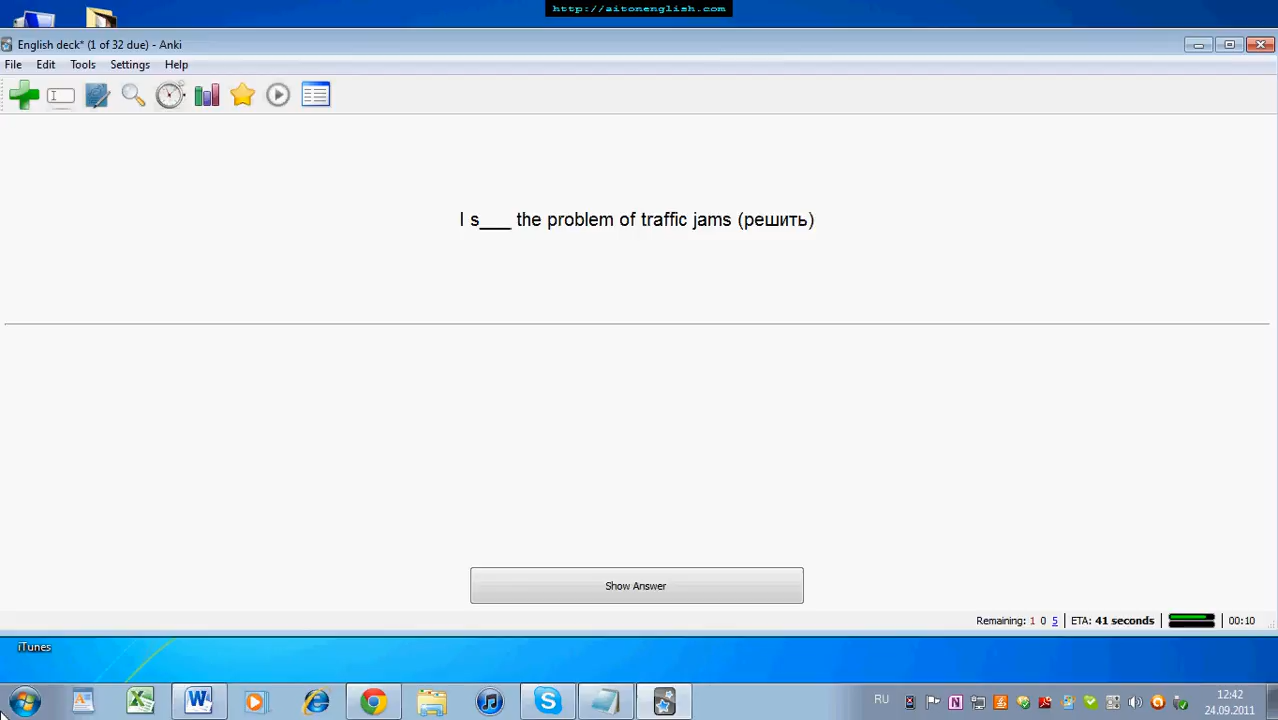 http://aitonenglish.com
English deck* (1 of 32 due) - Anki
File Edit Tools Settings Help
I s___ the problem of traffic jams (решить)
Show Answer
Remaining: 1 0 5 ETA: 41 seconds 00:10
iTunes
RU 12:42
24.09.2011